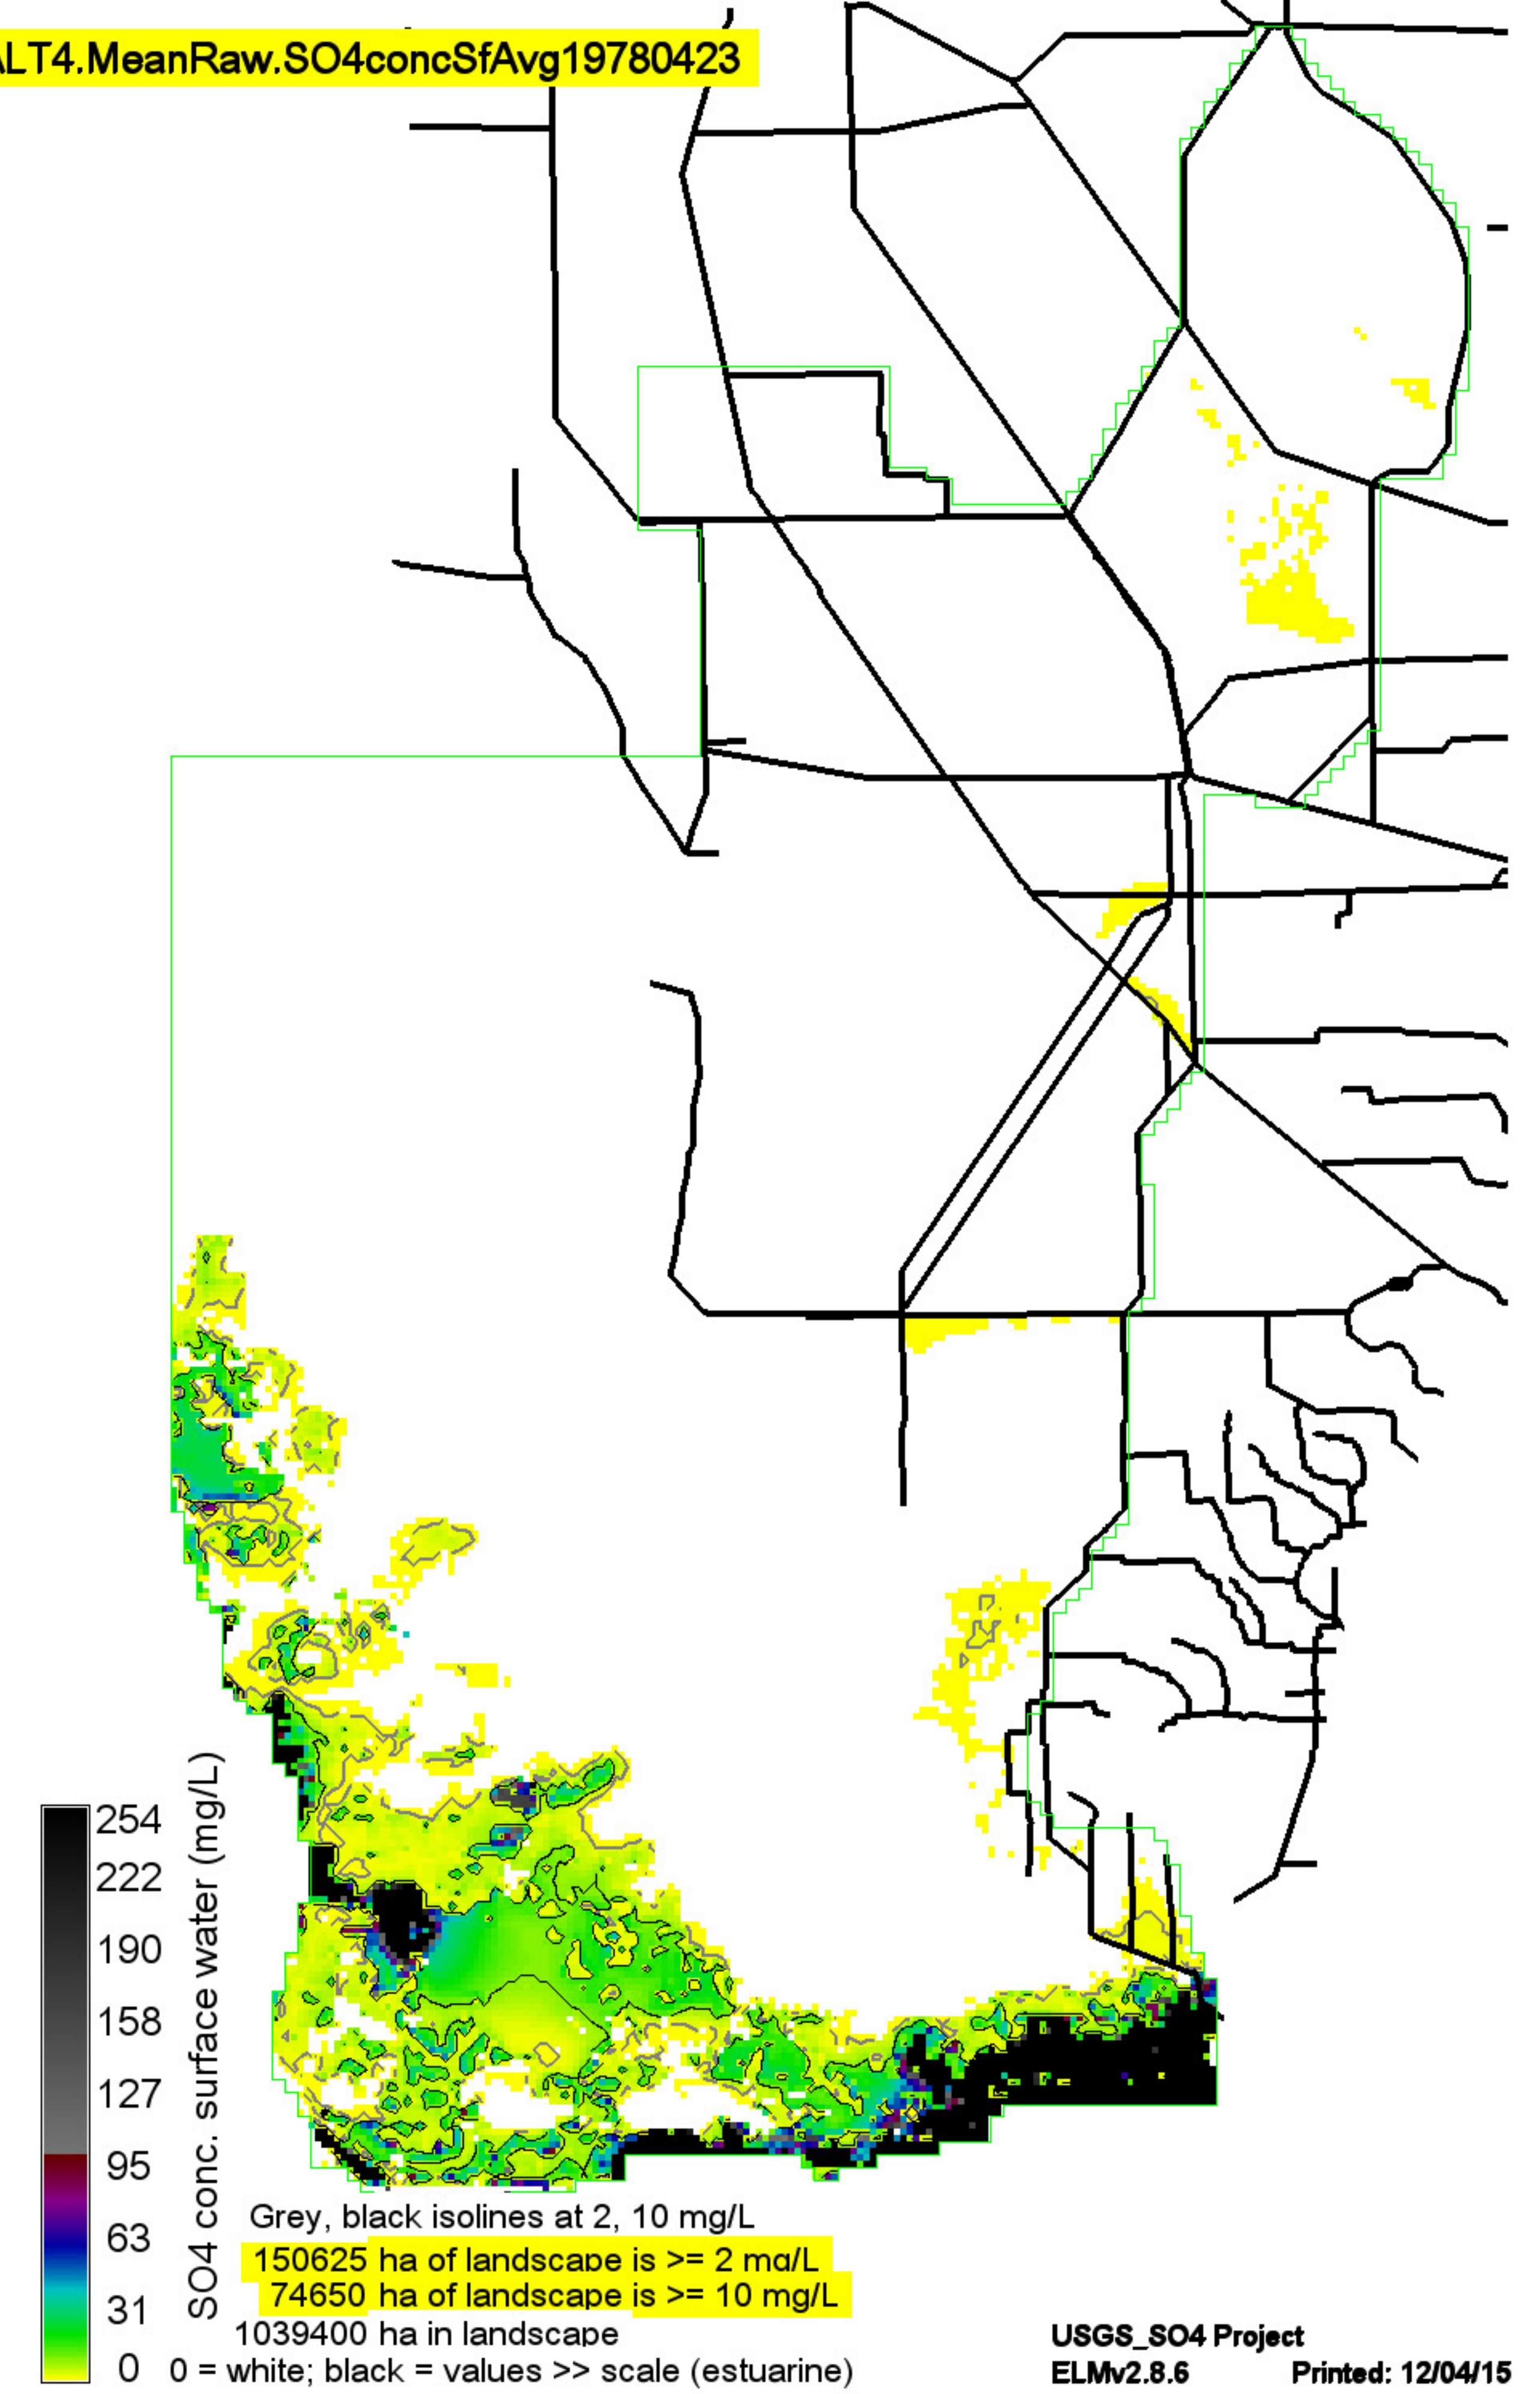 ALT4.MeanRaw.SO4concSfAvg19780423
254
222
190
158
127
95
63
31
0
SO4 conc. surface water (mg/L)
Grey, black isolines at 2, 10 mg/L
150625 ha of landscape is >= 2 mg/L
74650 ha of landscape is >= 10 mg/L
1039400 ha in landscape
0 = white; black = values >> scale (estuarine)
USGS_SO4 Project
ELMv2.8.6 Printed: 12/04/15